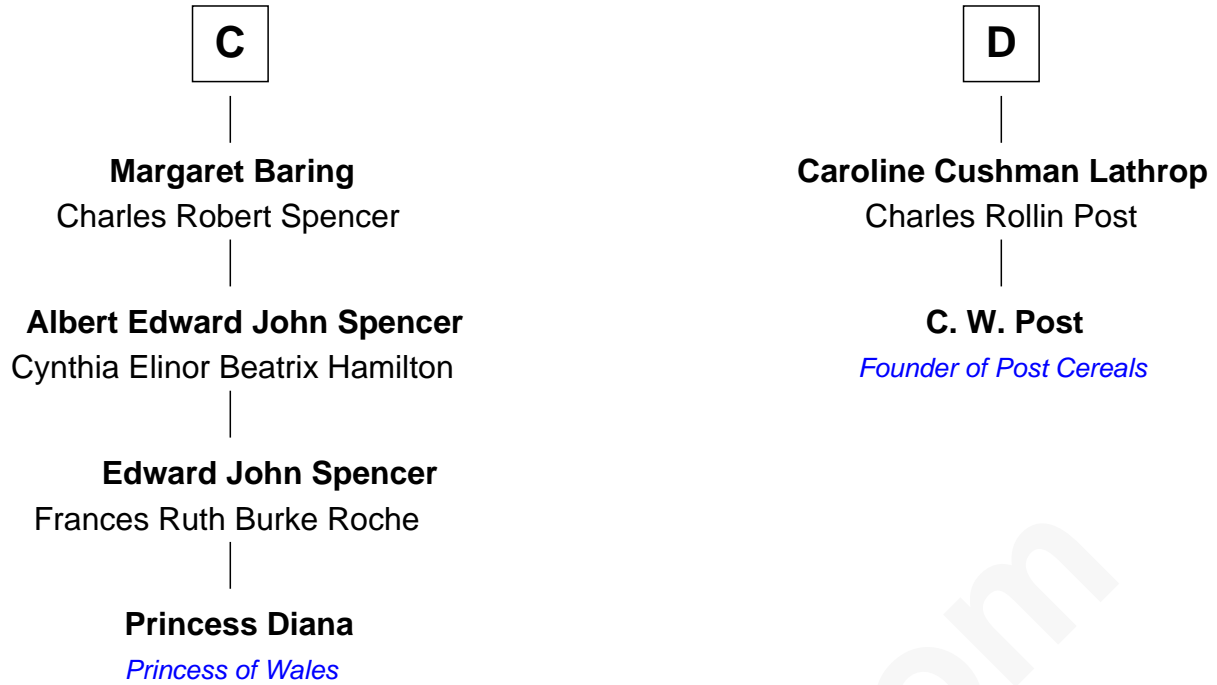 C
Margaret Baring
Charles Robert Spencer
Albert Edward John Spencer
Cynthia Elinor Beatrix Hamilton
Edward John Spencer
Frances Ruth Burke Roche
Princess Diana
Princess of Wales
D
Caroline Cushman Lathrop
Charles Rollin Post
C. W. Post
Founder of Post Cereals
om